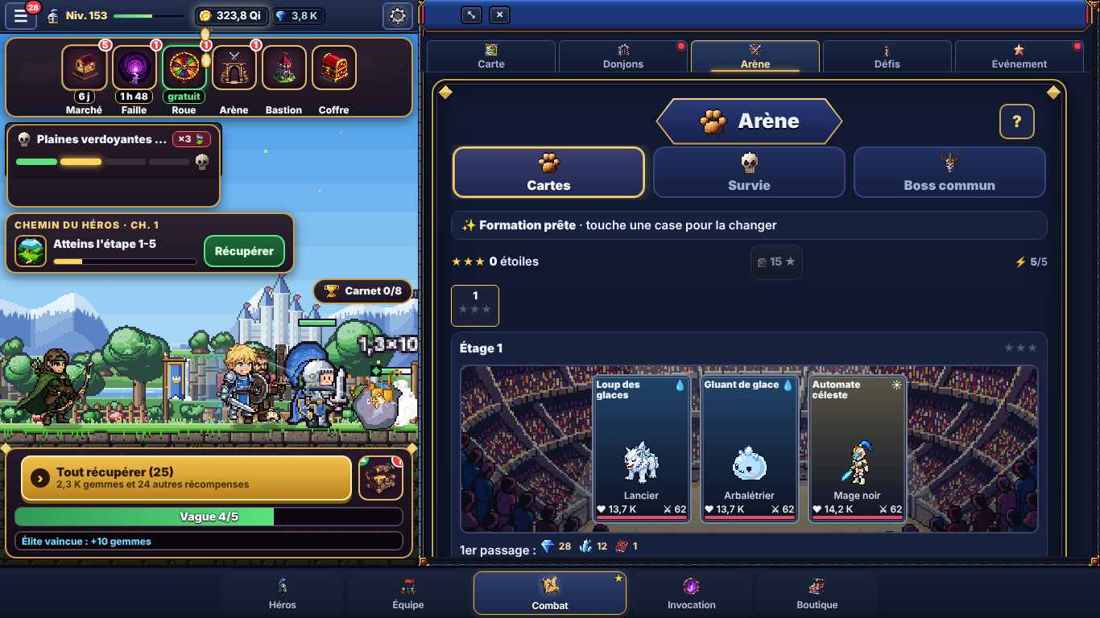 28
Niv. 153
323,8 Qi
3,8 K
5
1
1
1
6 j
1 h 48
gratuit
Marché
Faille
Roue
Arène
Bastion
Coffre
Plaines verdoyantes ...
×3
CHEMIN DU HÉROS · CH. 1
Atteins l'étape 1-5
Récupérer
Carnet 0/8
1,3×10
Tout récupérer (25)
2,3 K gemmes et 24 autres récompenses
Vague 4/5
Élite vaincue : +10 gemmes
Carte
Donjons
Arène
Défis
Evénement
Arène
?
Cartes
Survie
Boss commun
Formation prête · touche une case pour la changer
0 étoiles
15 ★
5/5
1
Étage 1
Loup des glaces
Lancier
13,7 K
62
Gluant de glace
Arbalétrier
13,7 K
62
Automate céleste
Mage noir
14,2 K
62
1er passage :
28
12
1
Héros
Équipe
Combat
Invocation
Boutique